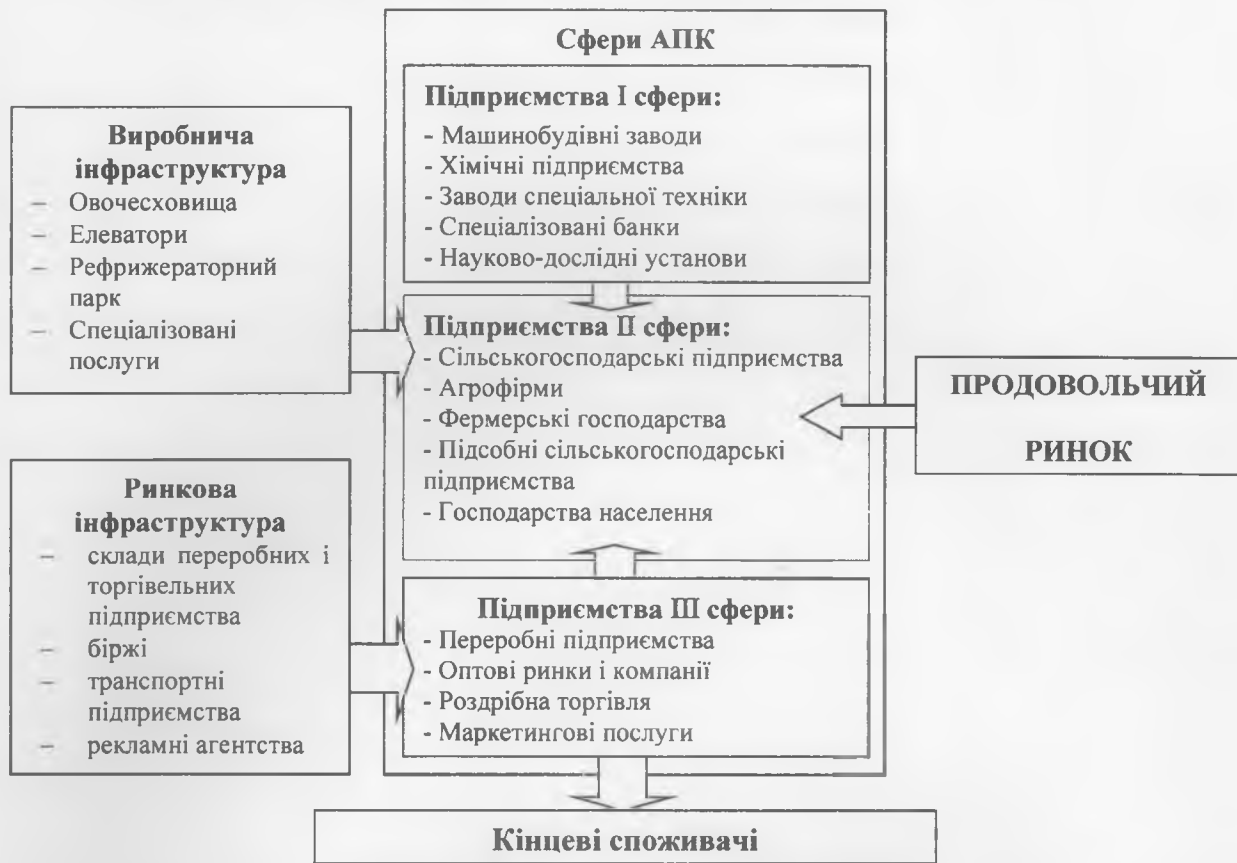 Сфери АПК
Підприємства І сфери:
- Машинобудівні заводи
- Хімічні підприємства
- Заводи спеціальної техніки
- Спеціалізовані банки
- Науково-дослідні установи
Виробнича
інфраструктура
– Овочесховища
– Елеватори
– Рефрижераторний
парк
– Спеціалізовані
послуги
Підприємства ІІ сфери:
- Сільськогосподарські підприємства
- Агрофірми
- Фермерські господарства
- Підсобні сільськогосподарські
підприємства
- Господарства населення
ПРОДОВОЛЬЧИЙ
РИНОК
Ринкова
інфраструктура
– склади переробних і
торгівельних
підприємства
– біржі
– транспортні
підприємства
– рекламні агентства
Підприємства ІІІ сфери:
- Переробні підприємства
- Оптові ринки і компанії
- Роздрібна торгівля
- Маркетингові послуги
Кінцеві споживачі